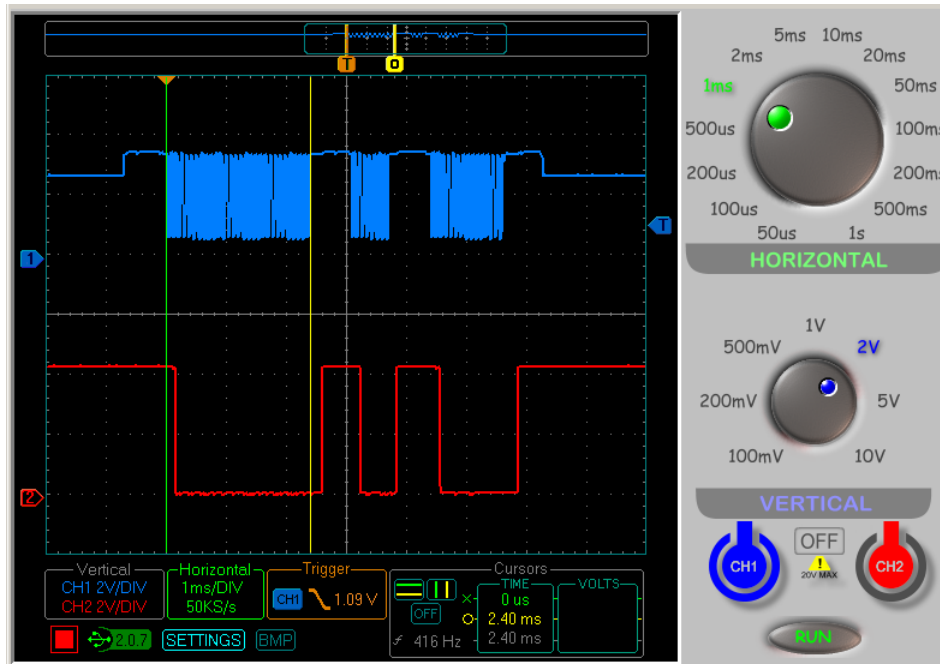 T O
T
1
2
5ms 10ms
2ms 20ms
1ms 50ms
500us 100ms
200us 200ms
100us 500ms
50us 1s
HORIZONTAL
1V
500mV 2V
200mV 5V
100mV 10V
VERTICAL
CH1 OFF CH2
!
20V MAX
RUN
Vertical
CH1 2V/DIV
CH2 2V/DIV
Horizontal
1ms/DIV
50KS/s
Trigger
CH1 1.09 V
Cursors
TIME VOLTS
X 0 us
OFF O 2.40 ms
f 416 Hz 2.40 ms
2.0.7 SETTINGS BMP